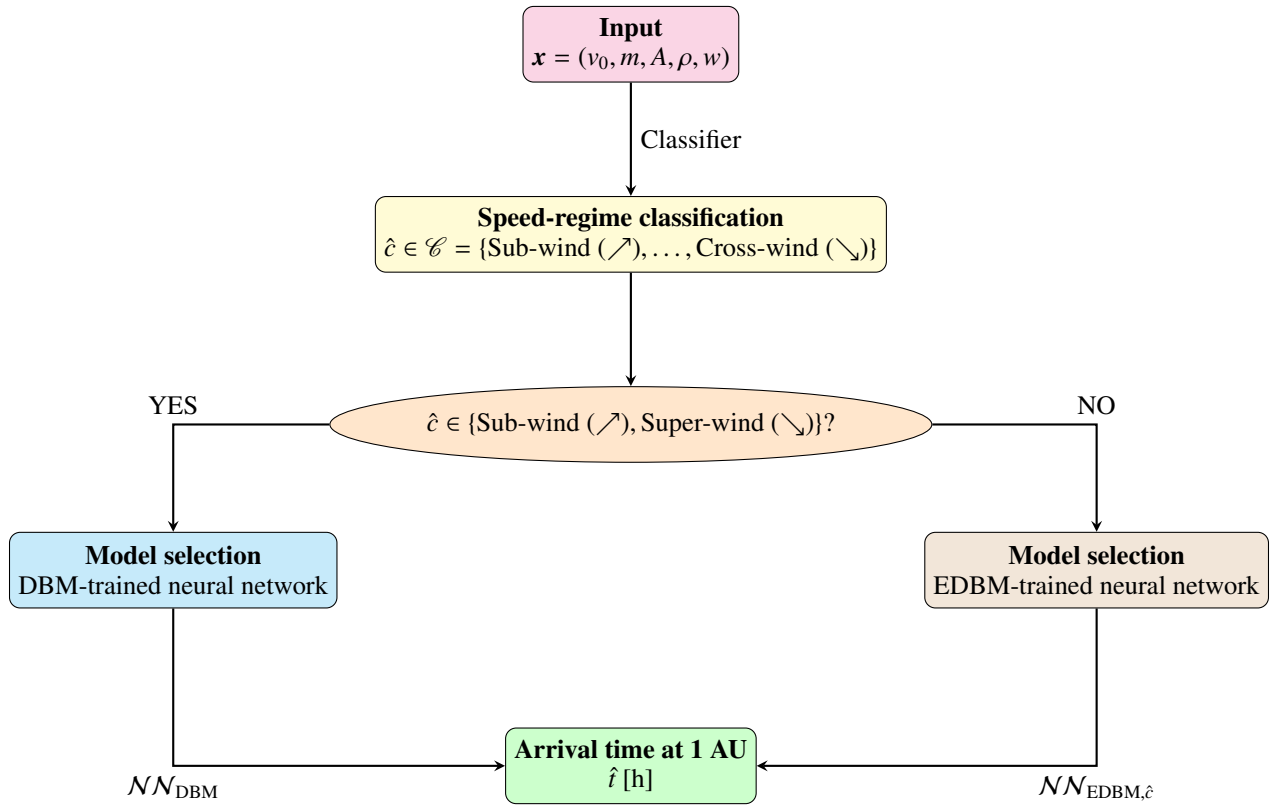 Input
𝒙 = (v₀, m, A, ρ, w)
Classifier
Speed-regime classification
ĉ ∈ 𝒞 = {Sub-wind (↗), . . . , Cross-wind (↘)}
YES
ĉ ∈ {Sub-wind (↗), Super-wind (↘)}?
NO
Model selection
DBM-trained neural network
Model selection
EDBM-trained neural network
Arrival time at 1 AU
t̂ [h]
𝒩𝒩_DBM
𝒩𝒩_EDBM,ĉ